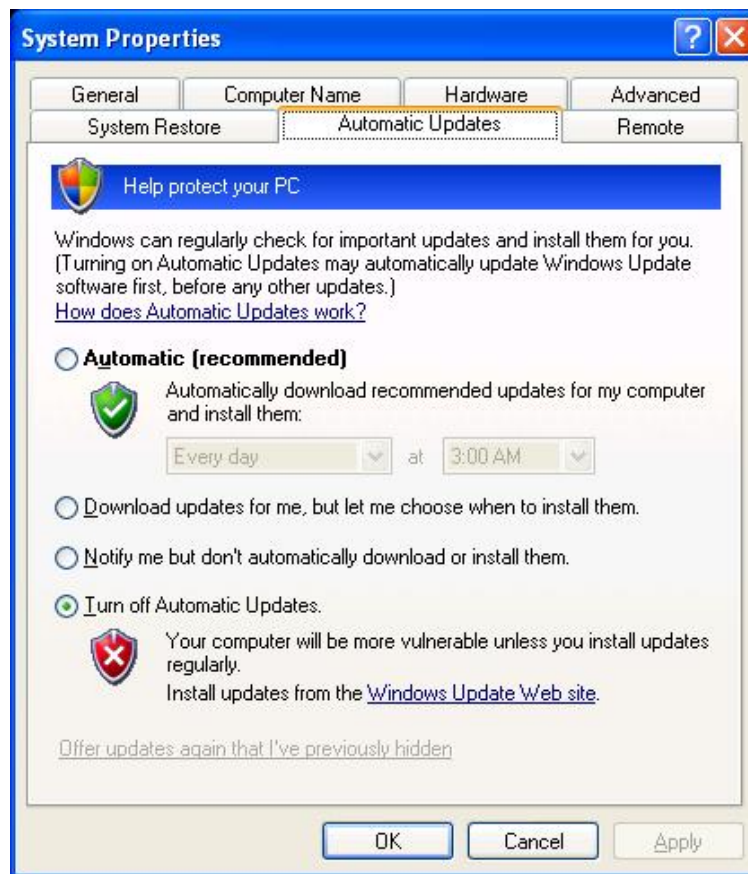 System Properties
General Computer Name Hardware Advanced
System Restore Automatic Updates Remote
Help protect your PC
Windows can regularly check for important updates and install them for you.
(Turning on Automatic Updates may automatically update Windows Update
software first, before any other updates.)
How does Automatic Updates work?
Automatic (recommended)
Automatically download recommended updates for my computer
and install them:
Every day at 3:00 AM
Download updates for me, but let me choose when to install them.
Notify me but don't automatically download or install them.
Turn off Automatic Updates.
Your computer will be more vulnerable unless you install updates
regularly.
Install updates from the Windows Update Web site.
Offer updates again that I've previously hidden
OK Cancel Apply